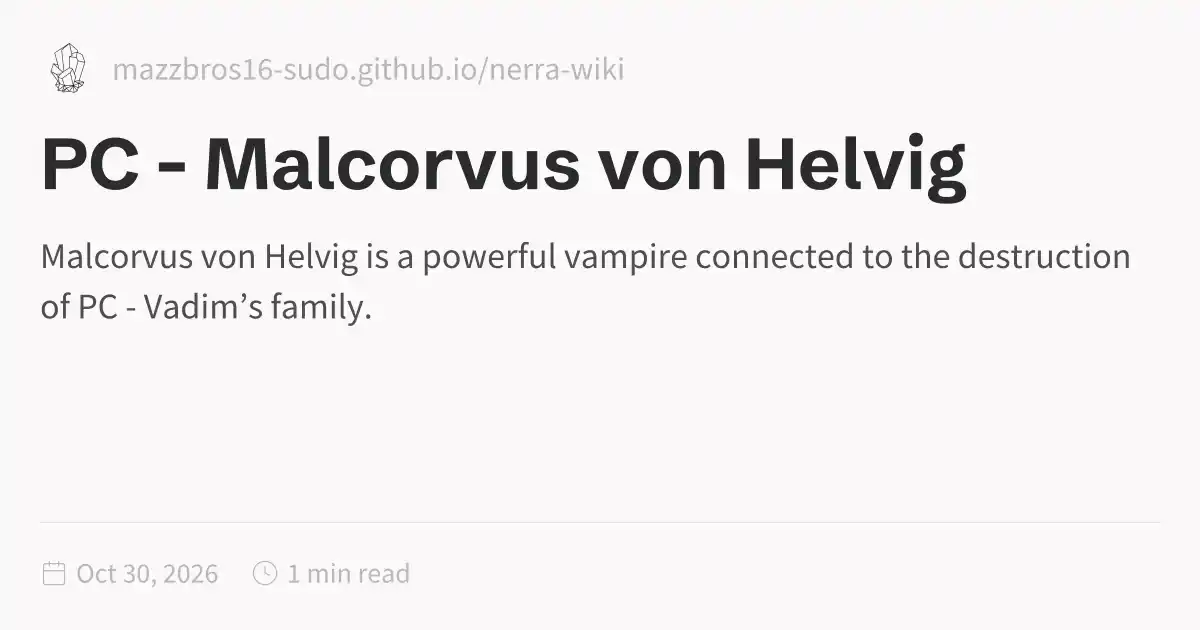 mazzbros16-sudo.github.io/nerra-wiki
PC - Malcorvus von Helvig
Malcorvus von Helvig is a powerful vampire connected to the destruction
of PC - Vadim’s family.
Oct 30, 2026 1 min read